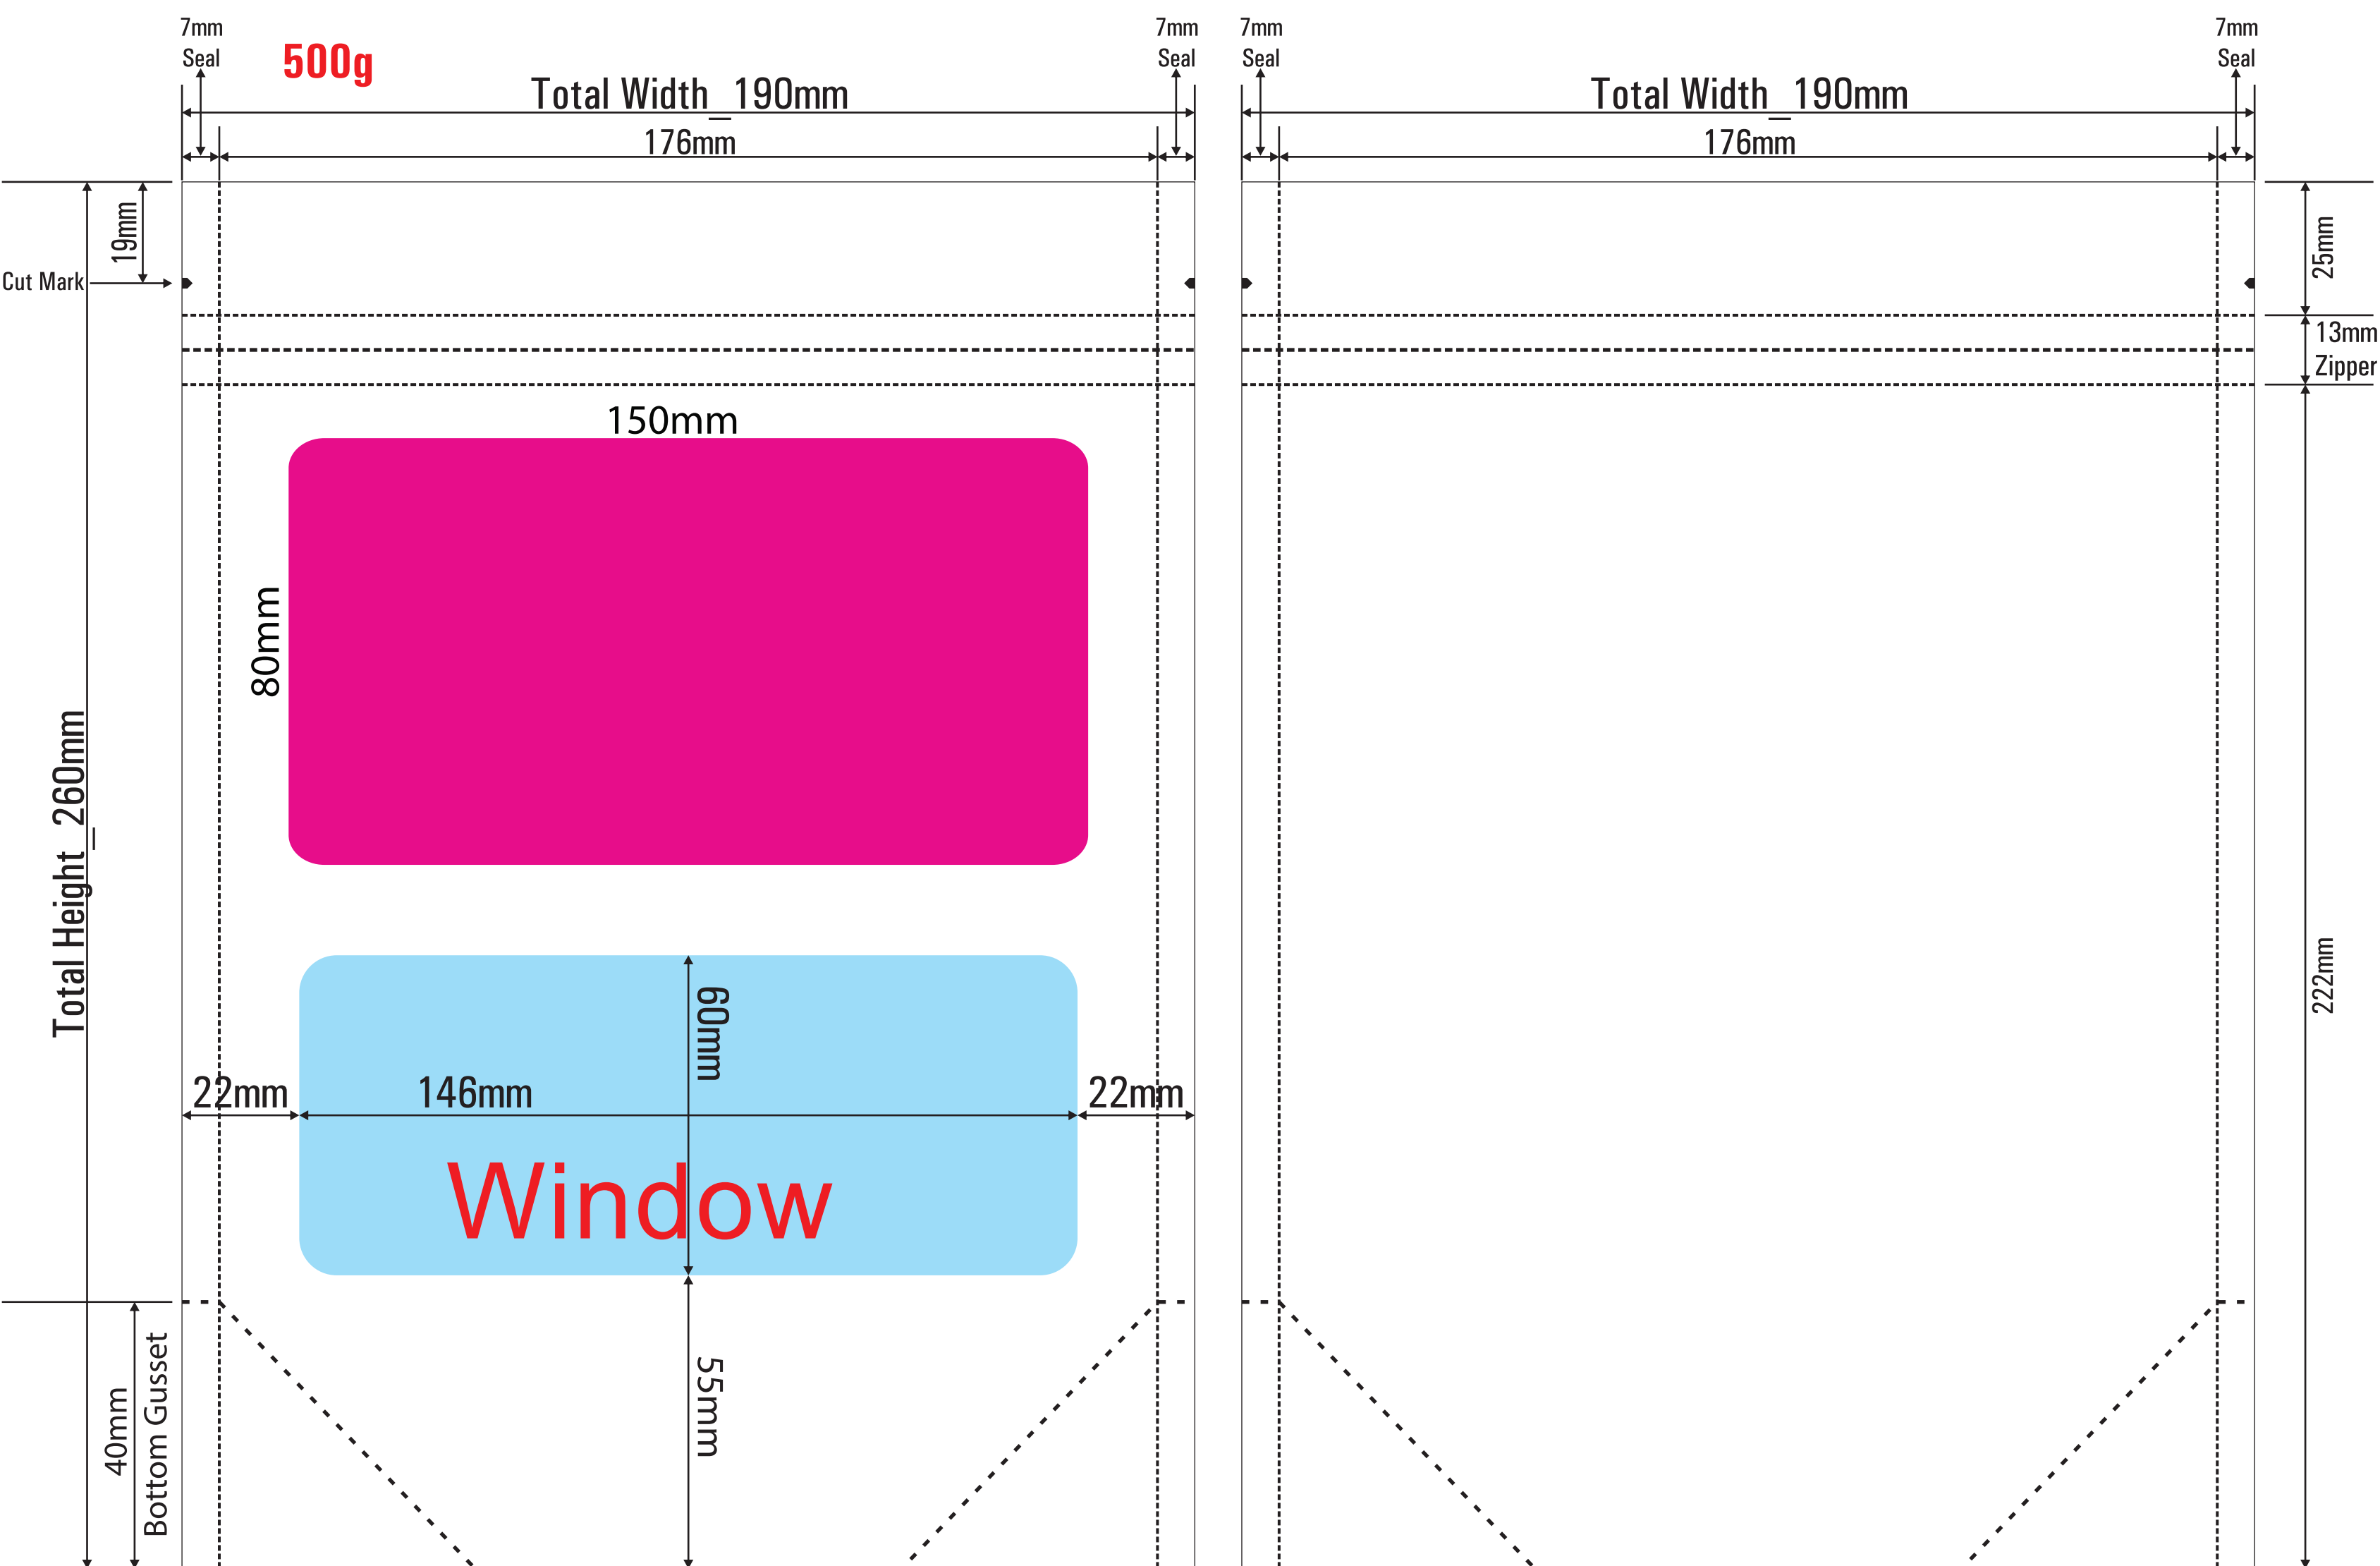 7mm
Seal
500g
Total Width_190mm
176mm
7mm
Seal
7mm
Seal
Total Width_190mm
176mm
7mm
Seal
19mm
Cut Mark
25mm
13mm
Zipper
150mm
80mm
Total Height_260mm
222mm
60mm
22mm
146mm
22mm
Window
55mm
40mm
Bottom Gusset